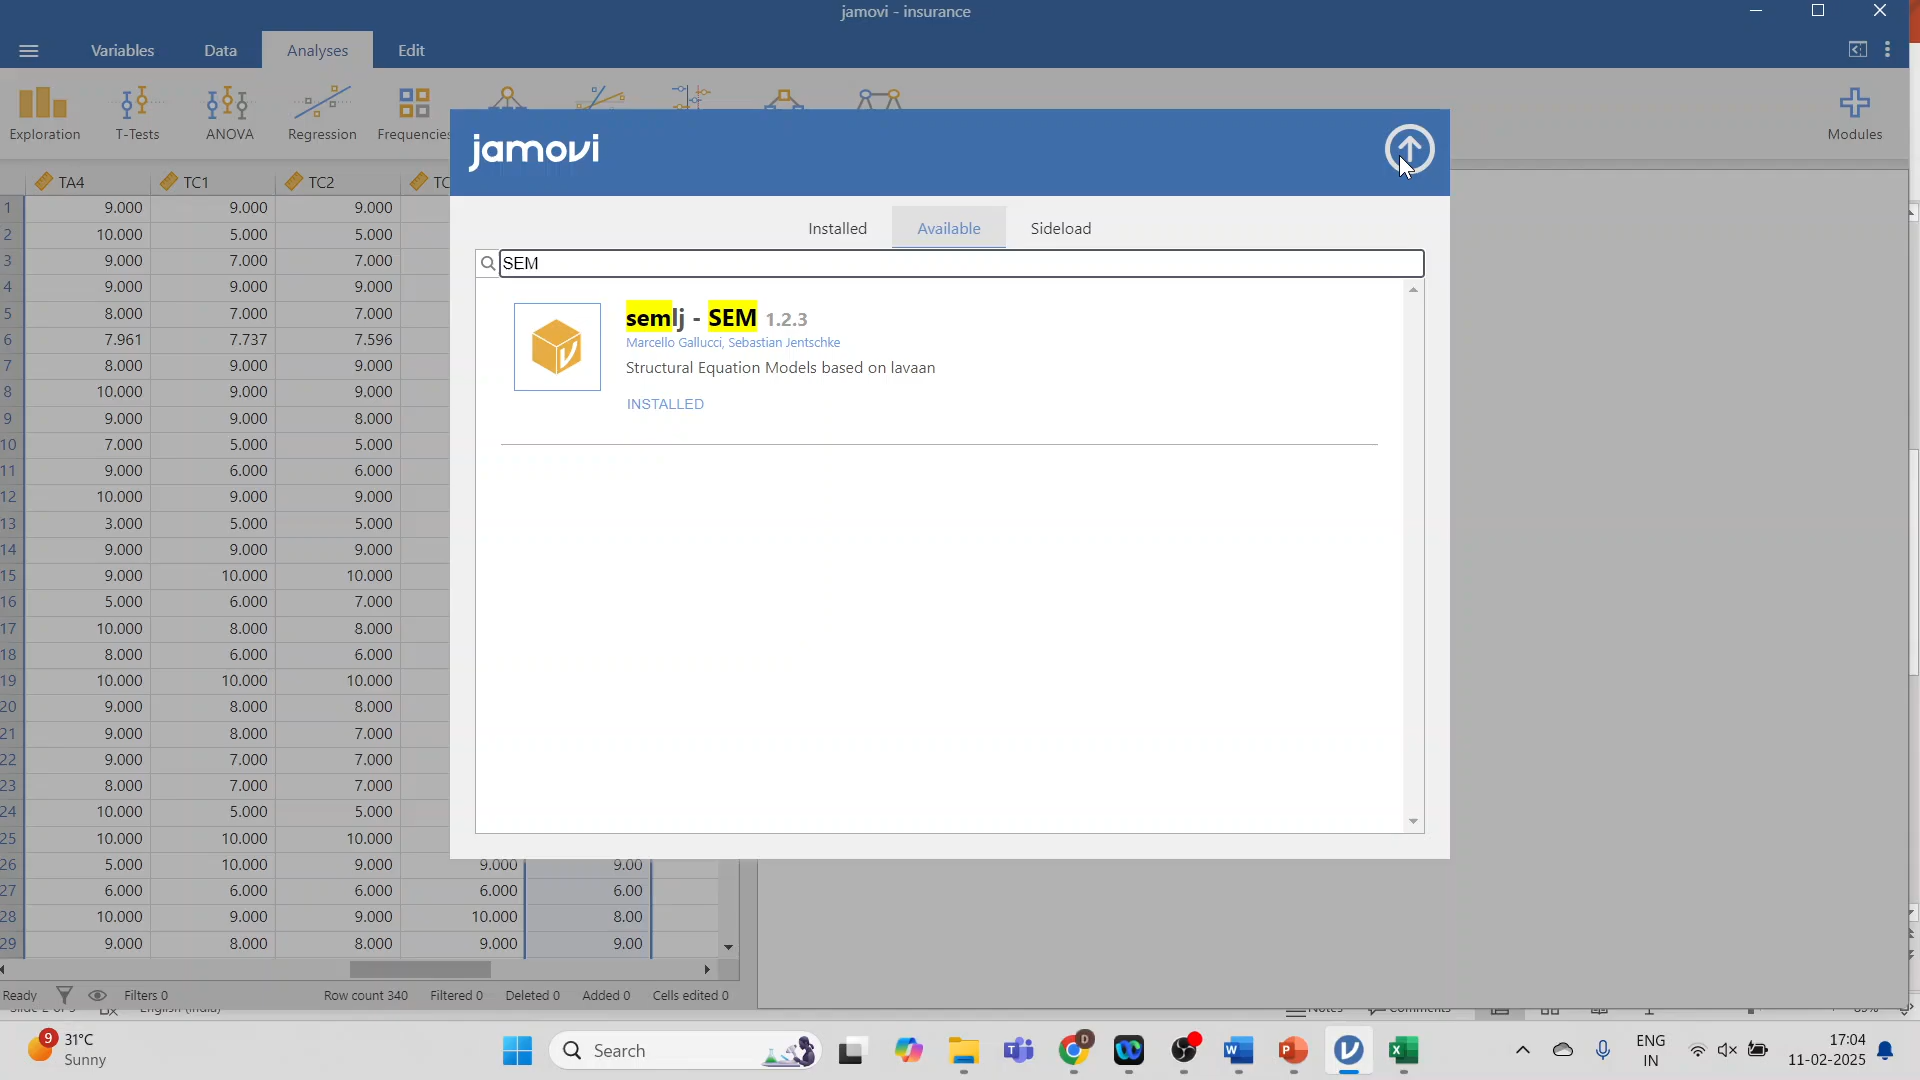 jamovi - insurance
Variables Data Analyses Edit
Exploration T-Tests ANOVA Regression Frequencies Modules
jamovi
Installed Available Sideload
SEM
semlj - SEM 1.2.3
Marcello Gallucci, Sebastian Jentschke
Structural Equation Models based on lavaan
INSTALLED
TA4 TC1 TC2 TC
1 9.000 9.000 9.000
2 10.000 5.000 5.000
3 9.000 7.000 7.000
4 9.000 9.000 9.000
5 8.000 7.000 7.000
6 7.961 7.737 7.596
7 8.000 9.000 9.000
8 10.000 9.000 9.000
9 9.000 9.000 8.000
10 7.000 5.000 5.000
11 9.000 6.000 6.000
12 10.000 9.000 9.000
13 3.000 5.000 5.000
14 9.000 9.000 9.000
15 9.000 10.000 10.000
16 5.000 6.000 7.000
17 10.000 8.000 8.000
18 8.000 6.000 6.000
19 10.000 10.000 10.000
20 9.000 8.000 8.000
21 9.000 8.000 7.000
22 9.000 7.000 7.000
23 8.000 7.000 7.000
24 10.000 5.000 5.000
25 10.000 10.000 10.000
26 5.000 10.000 9.000 9.000 9.00
27 6.000 6.000 6.000 6.000 6.00
28 10.000 9.000 9.000 10.000 8.00
29 9.000 8.000 8.000 9.000 9.00
Ready Filters 0 Row count 340 Filtered 0 Deleted 0 Added 0 Cells edited 0
9 31°C
Sunny
Search
D
ENG
IN
17:04
11-02-2025